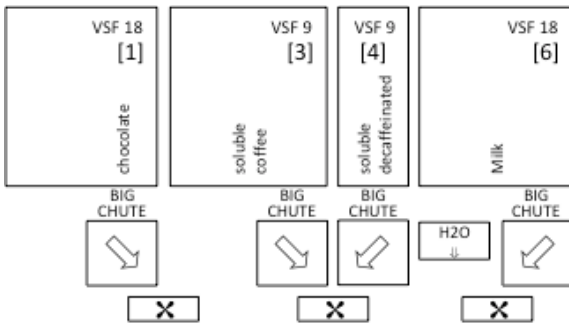 VSF 18
[1]
chocolate
BIG
CHUTE
VSF 9
[3]
soluble
coffee
BIG
CHUTE
VSF 9
[4]
soluble
decaffeinated
BIG
CHUTE
VSF 18
[6]
Milk
H2O
⇓
BIG
CHUTE